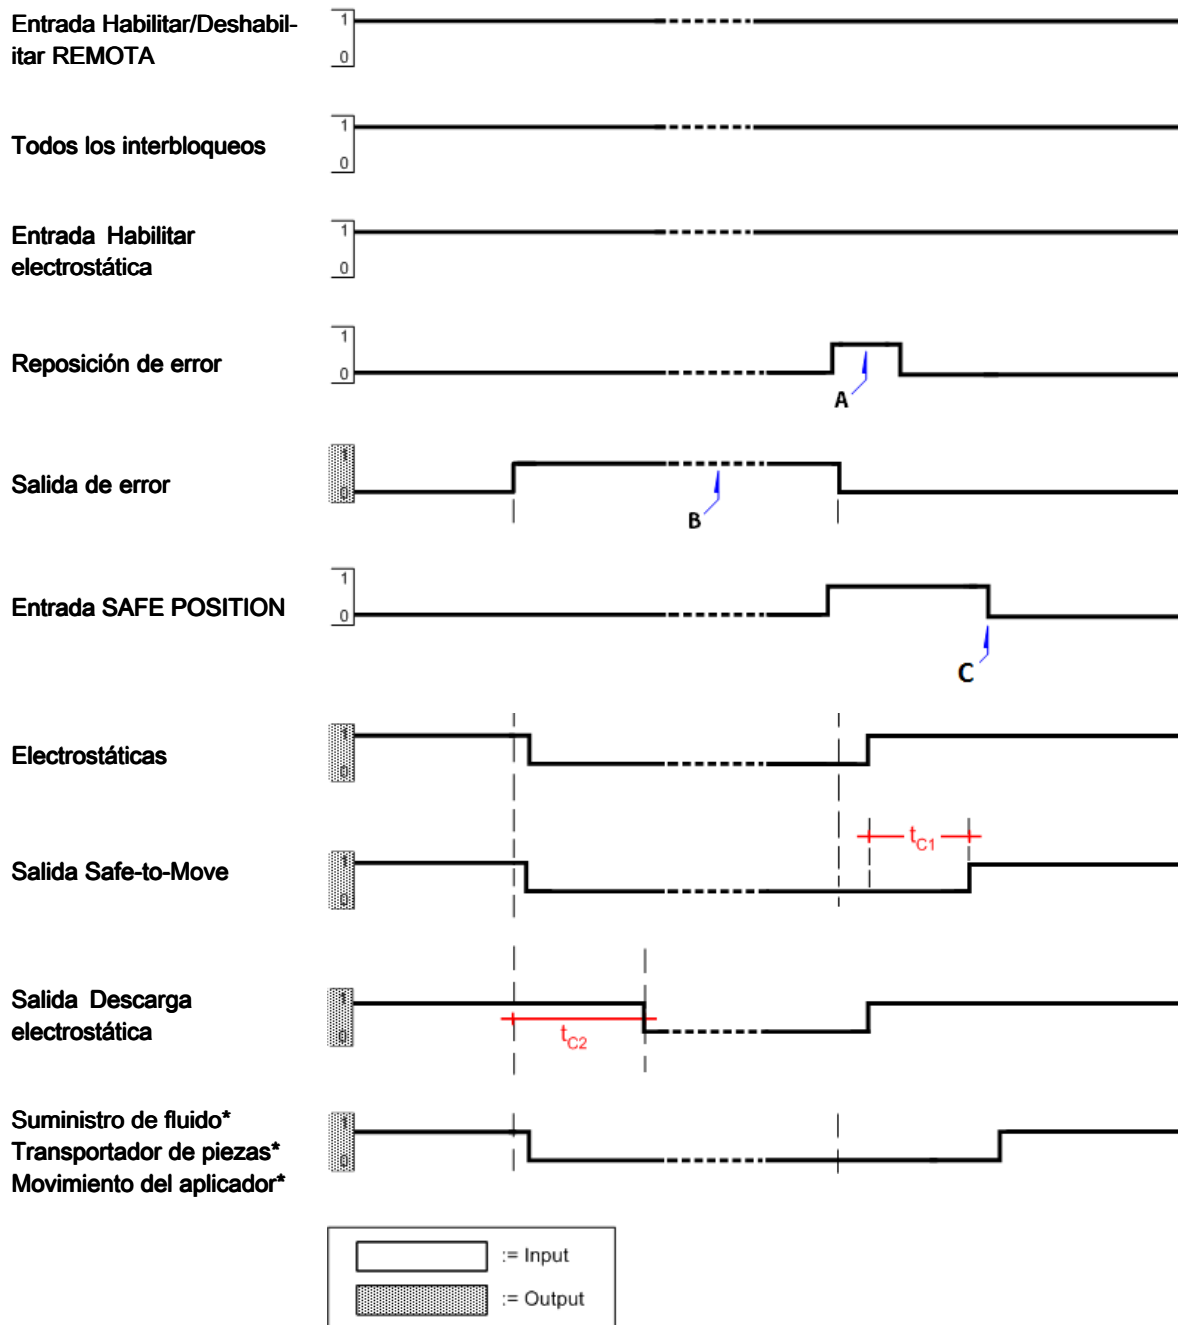 Entrada Habilitar/Deshabil-
itar REMOTA
1
0
Todos los interbloqueos
1
0
Entrada Habilitar
electrostática
1
0
Reposición de error
1
0
A
Salida de error
1
0
B
Entrada SAFE POSITION
1
0
C
Electrostáticas
1
0
Salida Safe-to-Move
1
0
tC1
Salida Descarga
electrostática
1
0
tC2
Suministro de fluido*
Transportador de piezas*
Movimiento del aplicador*
1
0
:= Input
:= Output